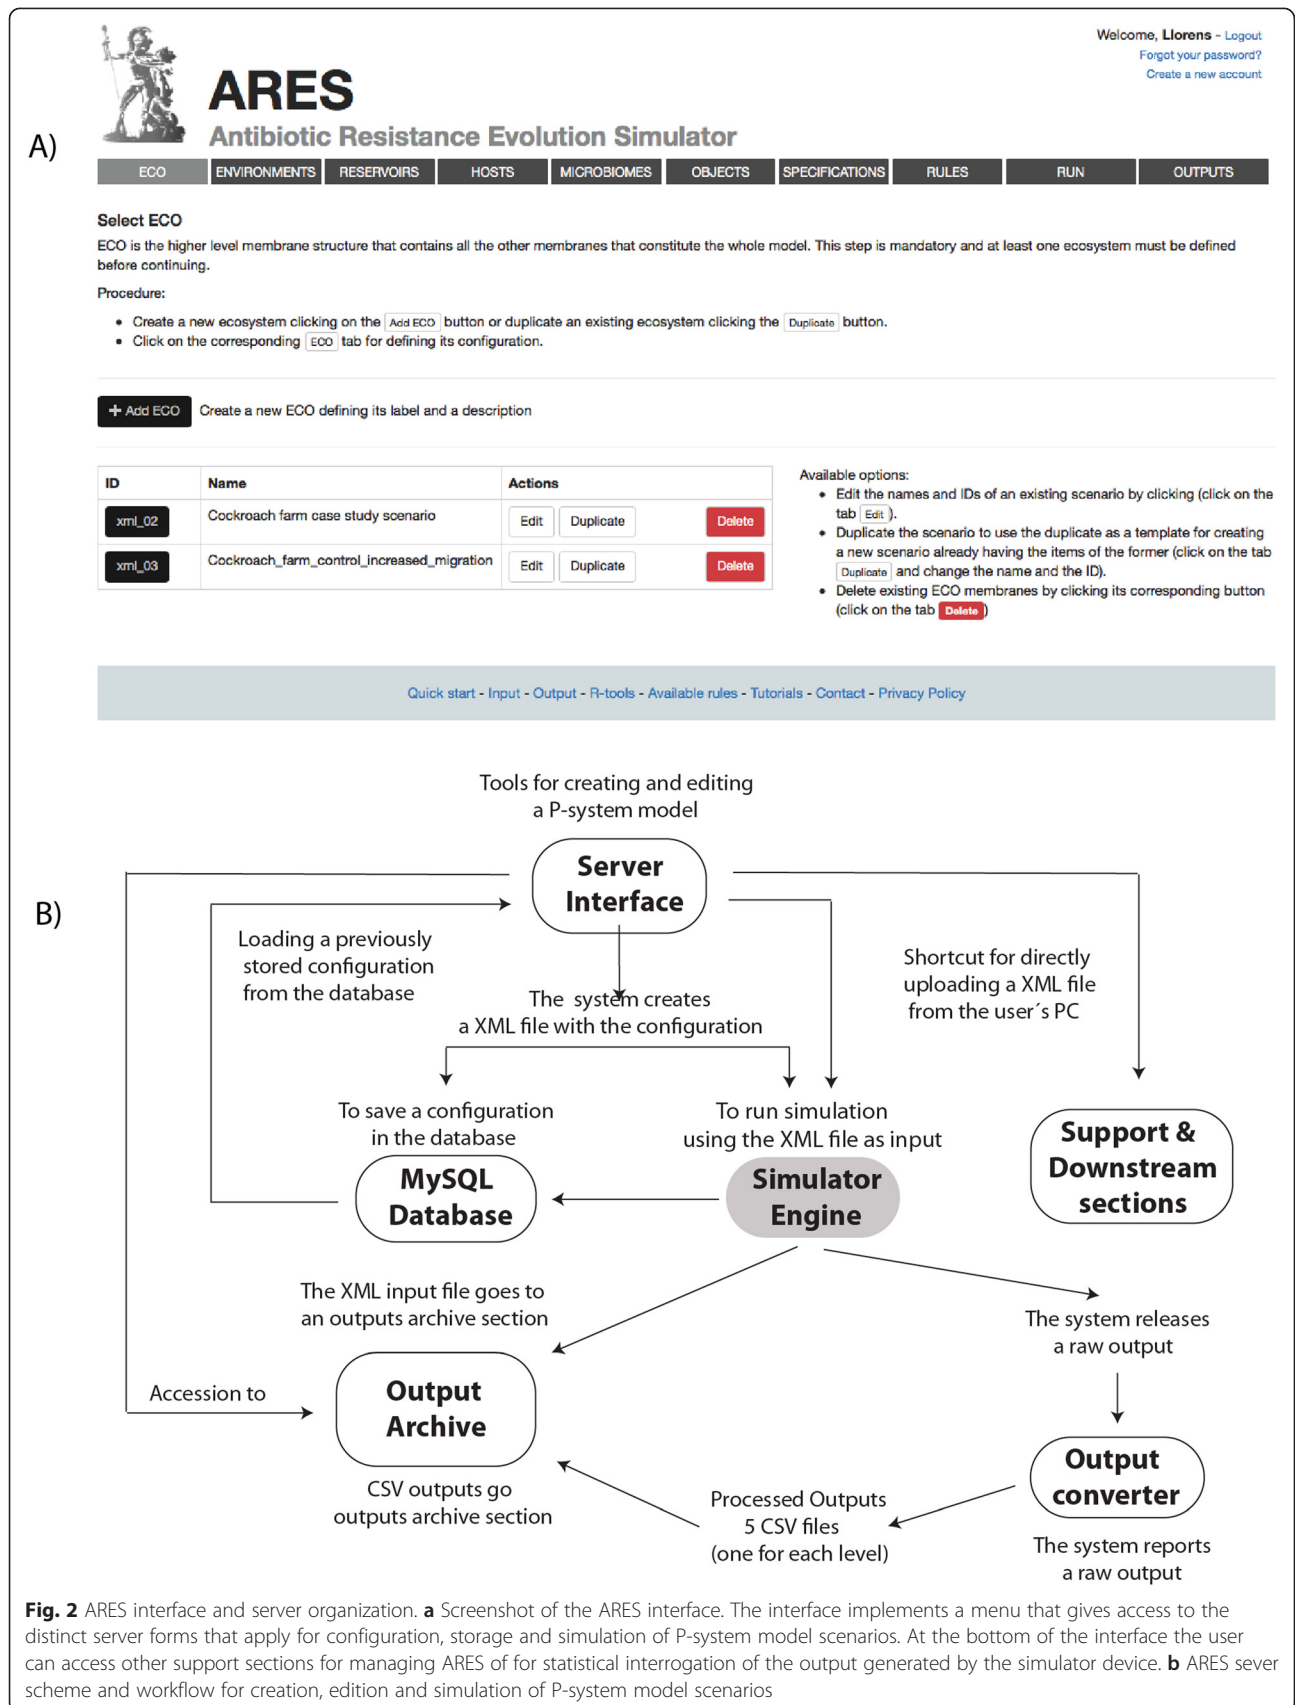 A)
Welcome, Llorens - Logout
Forgot your password?
Create a new account
ARES
Antibiotic Resistance Evolution Simulator
ECO ENVIRONMENTS RESERVOIRS HOSTS MICROBIOMES OBJECTS SPECIFICATIONS RULES RUN OUTPUTS
Select ECO
ECO is the higher level membrane structure that contains all the other membranes that constitute the whole model. This step is mandatory and at least one ecosystem must be defined
before continuing.
Procedure:
• Create a new ecosystem clicking on the Add ECO button or duplicate an existing ecosystem clicking the Duplicate button.
• Click on the corresponding ECO tab for defining its configuration.
+ Add ECO Create a new ECO defining its label and a description
ID Name Actions
xml_02 Cockroach farm case study scenario Edit Duplicate Delete
xml_03 Cockroach_farm_control_increased_migration Edit Duplicate Delete
Available options:
• Edit the names and IDs of an existing scenario by clicking (click on the
tab Edit ).
• Duplicate the scenario to use the duplicate as a template for creating
a new scenario already having the items of the former (click on the tab
Duplicate and change the name and the ID).
• Delete existing ECO membranes by clicking its corresponding button
(click on the tab Delete )
Quick start - Input - Output - R-tools - Available rules - Tutorials - Contact - Privacy Policy
B)
Tools for creating and editing
a P-system model
Server
Interface
Loading a previously
stored configuration
from the database
Shortcut for directly
uploading a XML file
from the user´s PC
The system creates
a XML file with the configuration
To save a configuration
in the database
To run simulation
using the XML file as input
MySQL
Database
Simulator
Engine
Support &
Downstream
sections
The XML input file goes to
an outputs archive section
The system releases
a raw output
Accession to
Output
Archive
CSV outputs go
outputs archive section
Processed Outputs
5 CSV files
(one for each level)
Output
converter
The system reports
a raw output
Fig. 2 ARES interface and server organization. a Screenshot of the ARES interface. The interface implements a menu that gives access to the
distinct server forms that apply for configuration, storage and simulation of P-system model scenarios. At the bottom of the interface the user
can access other support sections for managing ARES of for statistical interrogation of the output generated by the simulator device. b ARES sever
scheme and workflow for creation, edition and simulation of P-system model scenarios